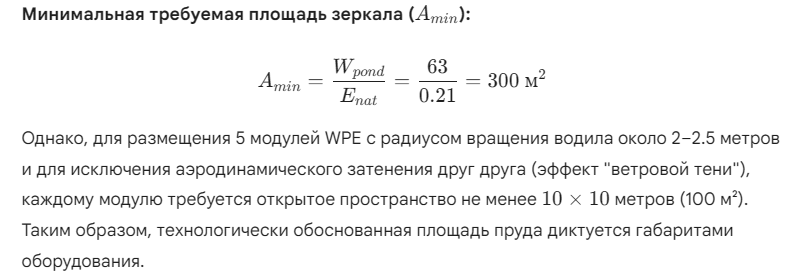 Минимальная требуемая площадь зеркала (A_{min}):
A_{min} = \frac{W_{pond}}{E_{nat}} = \frac{63}{0.21} = 300 м^2
Однако, для размещения 5 модулей WPE с радиусом вращения водила около 2–2.5 метров
и для исключения аэродинамического затенения друг друга (эффект "ветровой тени"),
каждому модулю требуется открытое пространство не менее 10 × 10 метров (100 м²).
Таким образом, технологически обоснованная площадь пруда диктуется габаритами
оборудования.